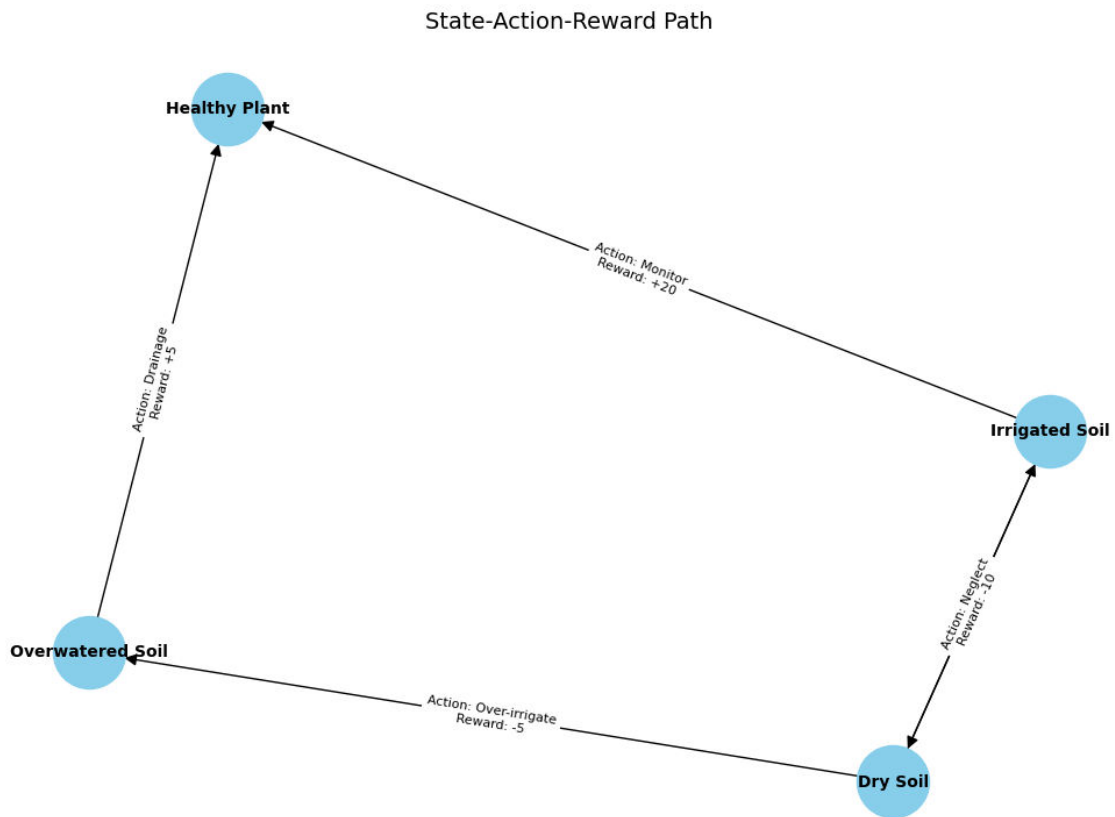 State-Action-Reward Path
Healthy Plant
Action: Monitor
Reward: +20
Action: Drainage
Reward: +5
Irrigated Soil
Action: Neglect
Reward: -10
Overwatered Soil
Action: Over-irrigate
Reward: -5
Dry Soil